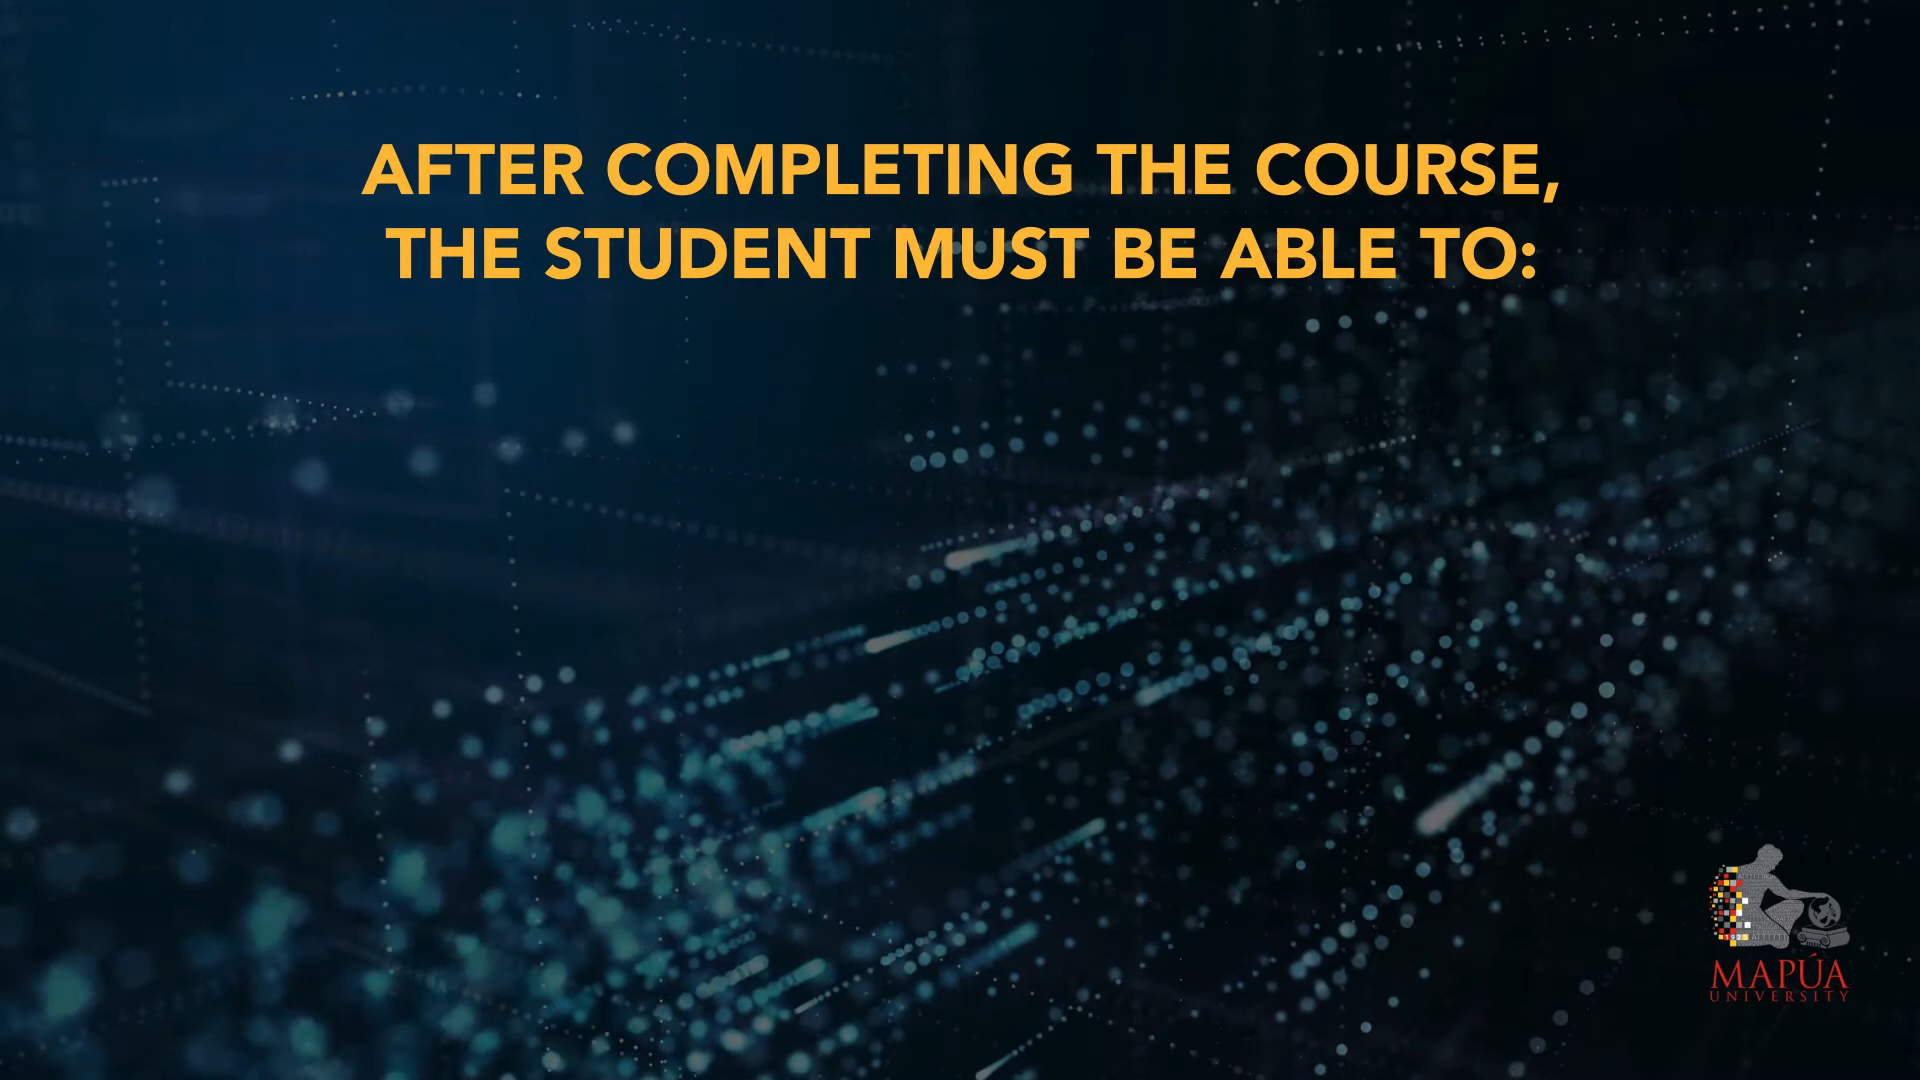 AFTER COMPLETING THE COURSE,
THE STUDENT MUST BE ABLE TO:
MAPÚA
UNIVERSITY